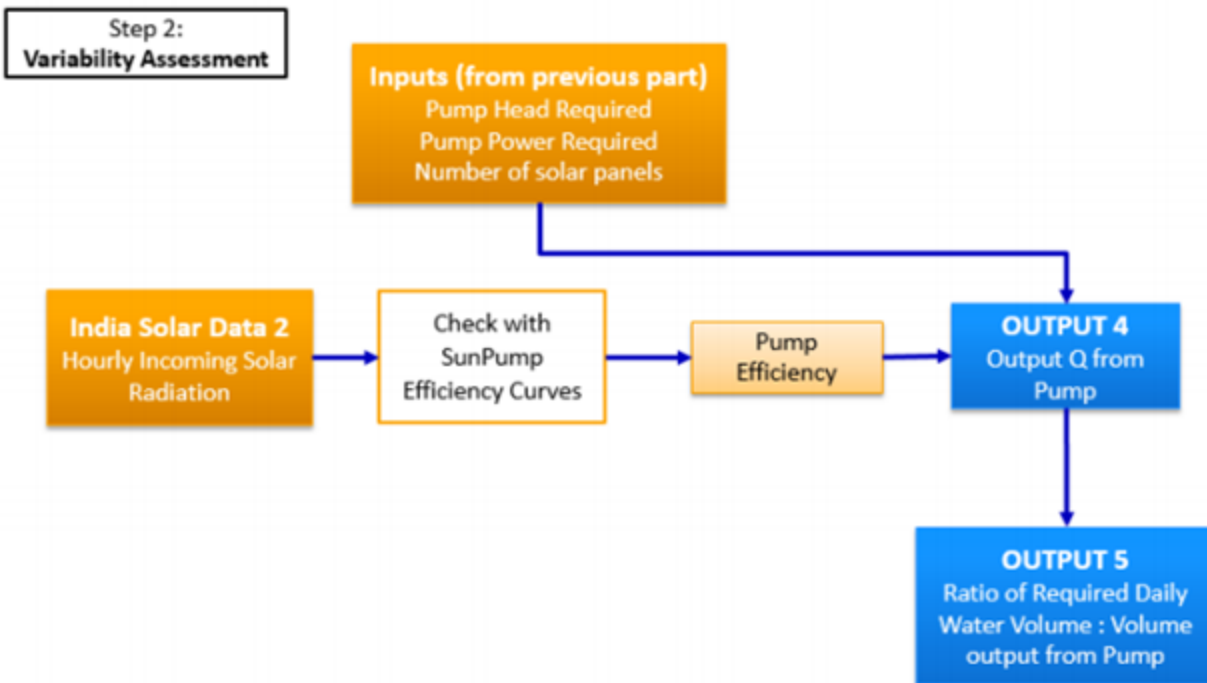 Step 2:
Variability Assessment
Inputs (from previous part)
Pump Head Required
Pump Power Required
Number of solar panels
India Solar Data 2
Hourly Incoming Solar
Radiation
Check with
SunPump
Efficiency Curves
Pump
Efficiency
OUTPUT 4
Output Q from
Pump
OUTPUT 5
Ratio of Required Daily
Water Volume : Volume
output from Pump